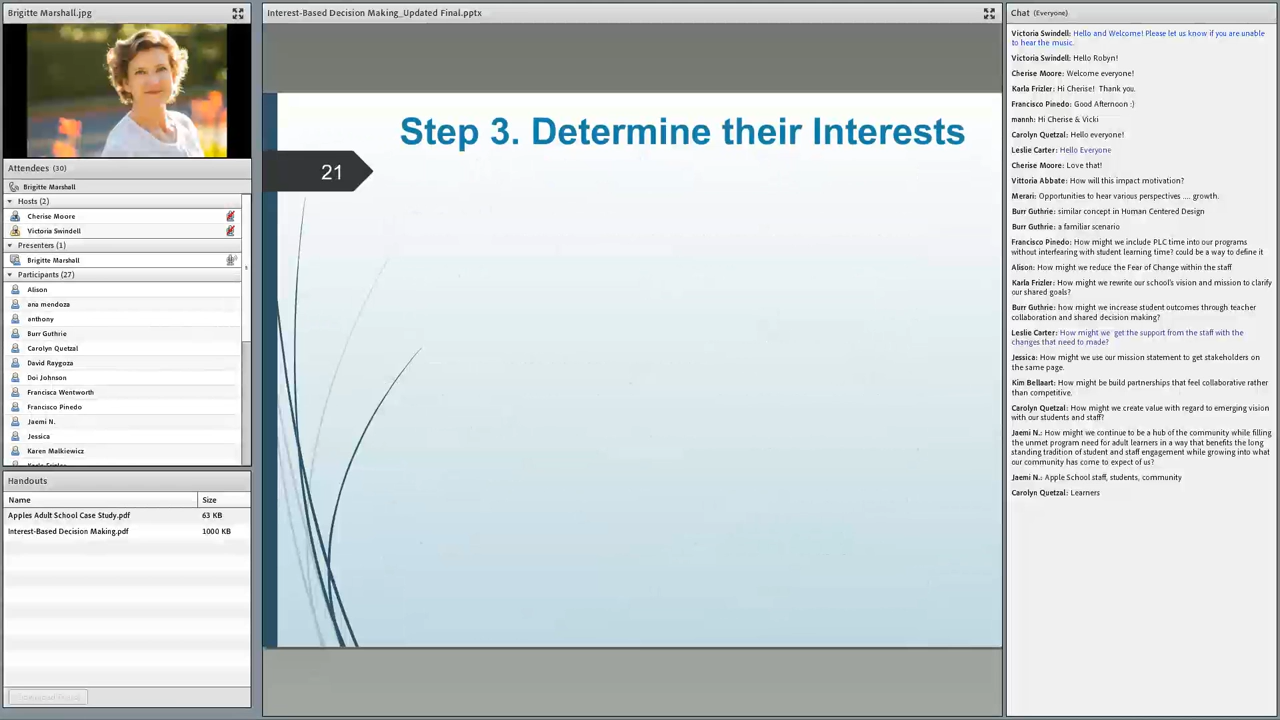 Brigitte Marshall.jpg
Attendees (30)
Brigitte Marshall
Hosts (2)
Cherise Moore
Victoria Swindell
Presenters (1)
Brigitte Marshall
Participants (27)
Alison
ana mendoza
anthony
Burr Guthrie
Carolyn Quetzal
David Raygoza
Doi Johnson
Francisca Wentworth
Francisco Pinedo
Jaemi N.
Jessica
Karen Malkiewicz
Handouts
Name Size
Apples Adult School Case Study.pdf 63 KB
Interest-Based Decision Making.pdf 1000 KB
Interest-Based Decision Making_Updated Final.pptx
Step 3. Determine their Interests
21
Chat (Everyone)
Victoria Swindell: Hello and Welcome! Please let us know if you are unable
to hear the music.
Victoria Swindell: Hello Robyn!
Cherise Moore: Welcome everyone!
Karla Frizler: Hi Cherise! Thank you.
Francisco Pinedo: Good Afternoon :)
mannh: Hi Cherise & Vicki
Carolyn Quetzal: Hello everyone!
Leslie Carter: Hello Everyone
Cherise Moore: Love that!
Vittoria Abbate: How will this impact motivation?
Merari: Opportunities to hear various perspectives .... growth.
Burr Guthrie: similar concept in Human Centered Design
Burr Guthrie: a familiar scenario
Francisco Pinedo: How might we include PLC time into our programs
without interfearing with student learning time? could be a way to define it
Alison: How might we reduce the Fear of Change within the staff
Karla Frizler: How might we rewrite our school's vision and mission to clarify
our shared goals?
Burr Guthrie: how might we increase student outcomes through teacher
collaboration and shared decision making?
Leslie Carter: How might we get the support from the staff with the
changes that need to made?
Jessica: How might we use our mission statement to get stakeholders on
the same page.
Kim Bellaart: How might be build partnerships that feel collaborative rather
than competitive.
Carolyn Quetzal: How might we create value with regard to emerging vision
with our students and staff?
Jaemi N.: How might we continue to be a hub of the community while filling
the unmet program need for adult learners in a way that benefits the long
standing tradition of student and staff engagement while growing into what
our community has come to expect of us?
Jaemi N.: Apple School staff, students, community
Carolyn Quetzal: Learners